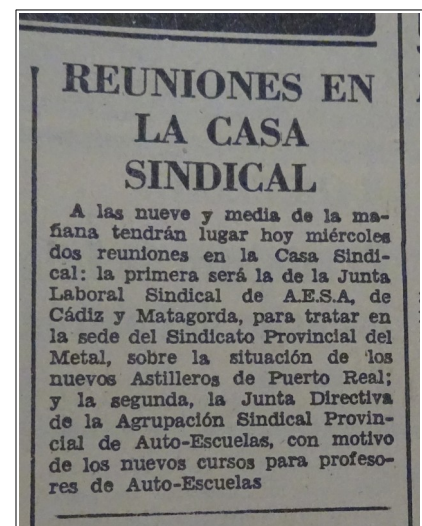 REUNIONES EN
LA CASA
SINDICAL
A las nueve y media de la ma-
ñana tendrán lugar hoy miércoles
dos reuniones en la Casa Sindi-
cal: la primera será la de la Junta
Laboral Sindical de A.E.S.A, de
Cádiz y Matagorda, para tratar en
la sede del Sindicato Provincial del
Metal, sobre la situación de los
nuevos Astilleros de Puerto Real;
y la segunda, la Junta Directiva
de la Agrupación Sindical Provin-
cial de Auto-Escuelas, con motivo
de los nuevos cursos para profeso-
res de Auto-Escuelas